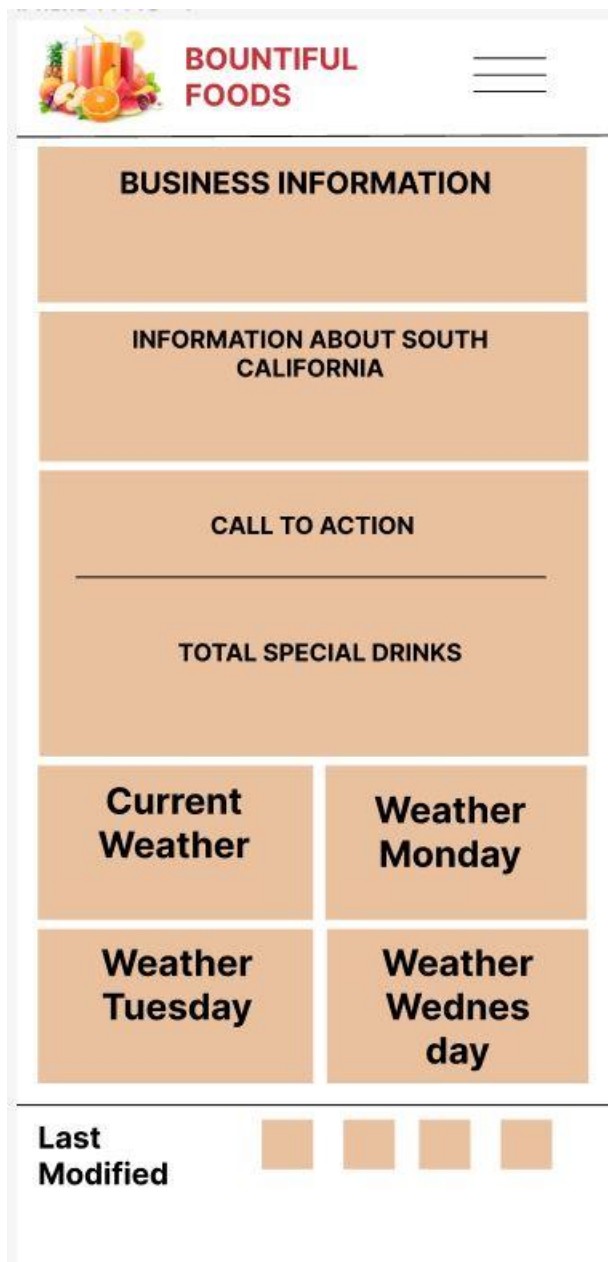 BOUNTIFUL
FOODS
BUSINESS INFORMATION
INFORMATION ABOUT SOUTH
CALIFORNIA
CALL TO ACTION
TOTAL SPECIAL DRINKS
Current
Weather
Weather
Monday
Weather
Tuesday
Weather
Wednes
day
Last
Modified